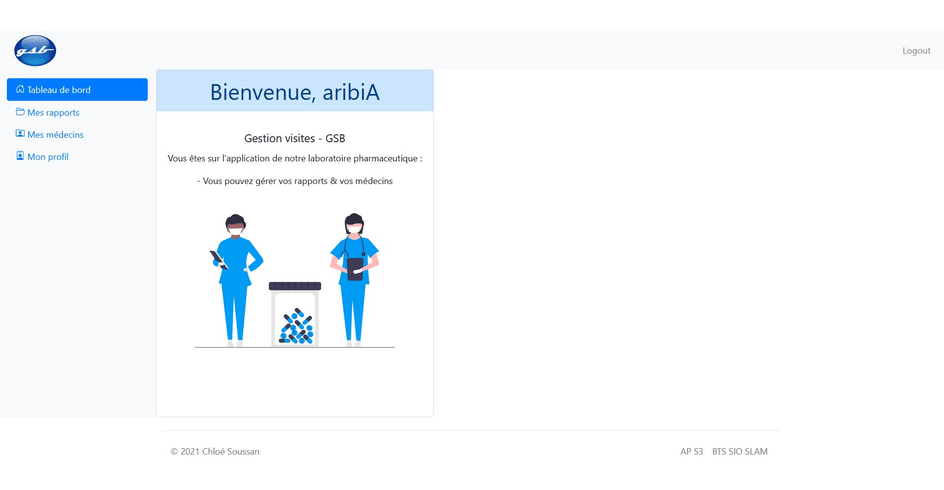 gsb
Logout
Tableau de bord
Mes rapports
Mes médecins
Mon profil
Bienvenue, aribiA
Gestion visites - GSB
Vous êtes sur l'application de notre laboratoire pharmaceutique :
- Vous pouvez gérer vos rapports & vos médecins
© 2021 Chloé Soussan
AP S3 BTS SIO SLAM